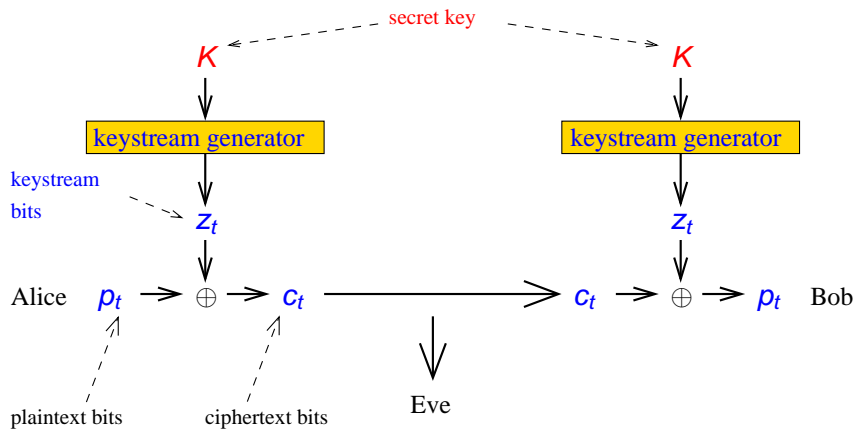 secret key
K K
keystream generator keystream generator
keystream
bits
z_t z_t
Alice p_t ⊕ c_t c_t ⊕ p_t Bob
plaintext bits ciphertext bits Eve